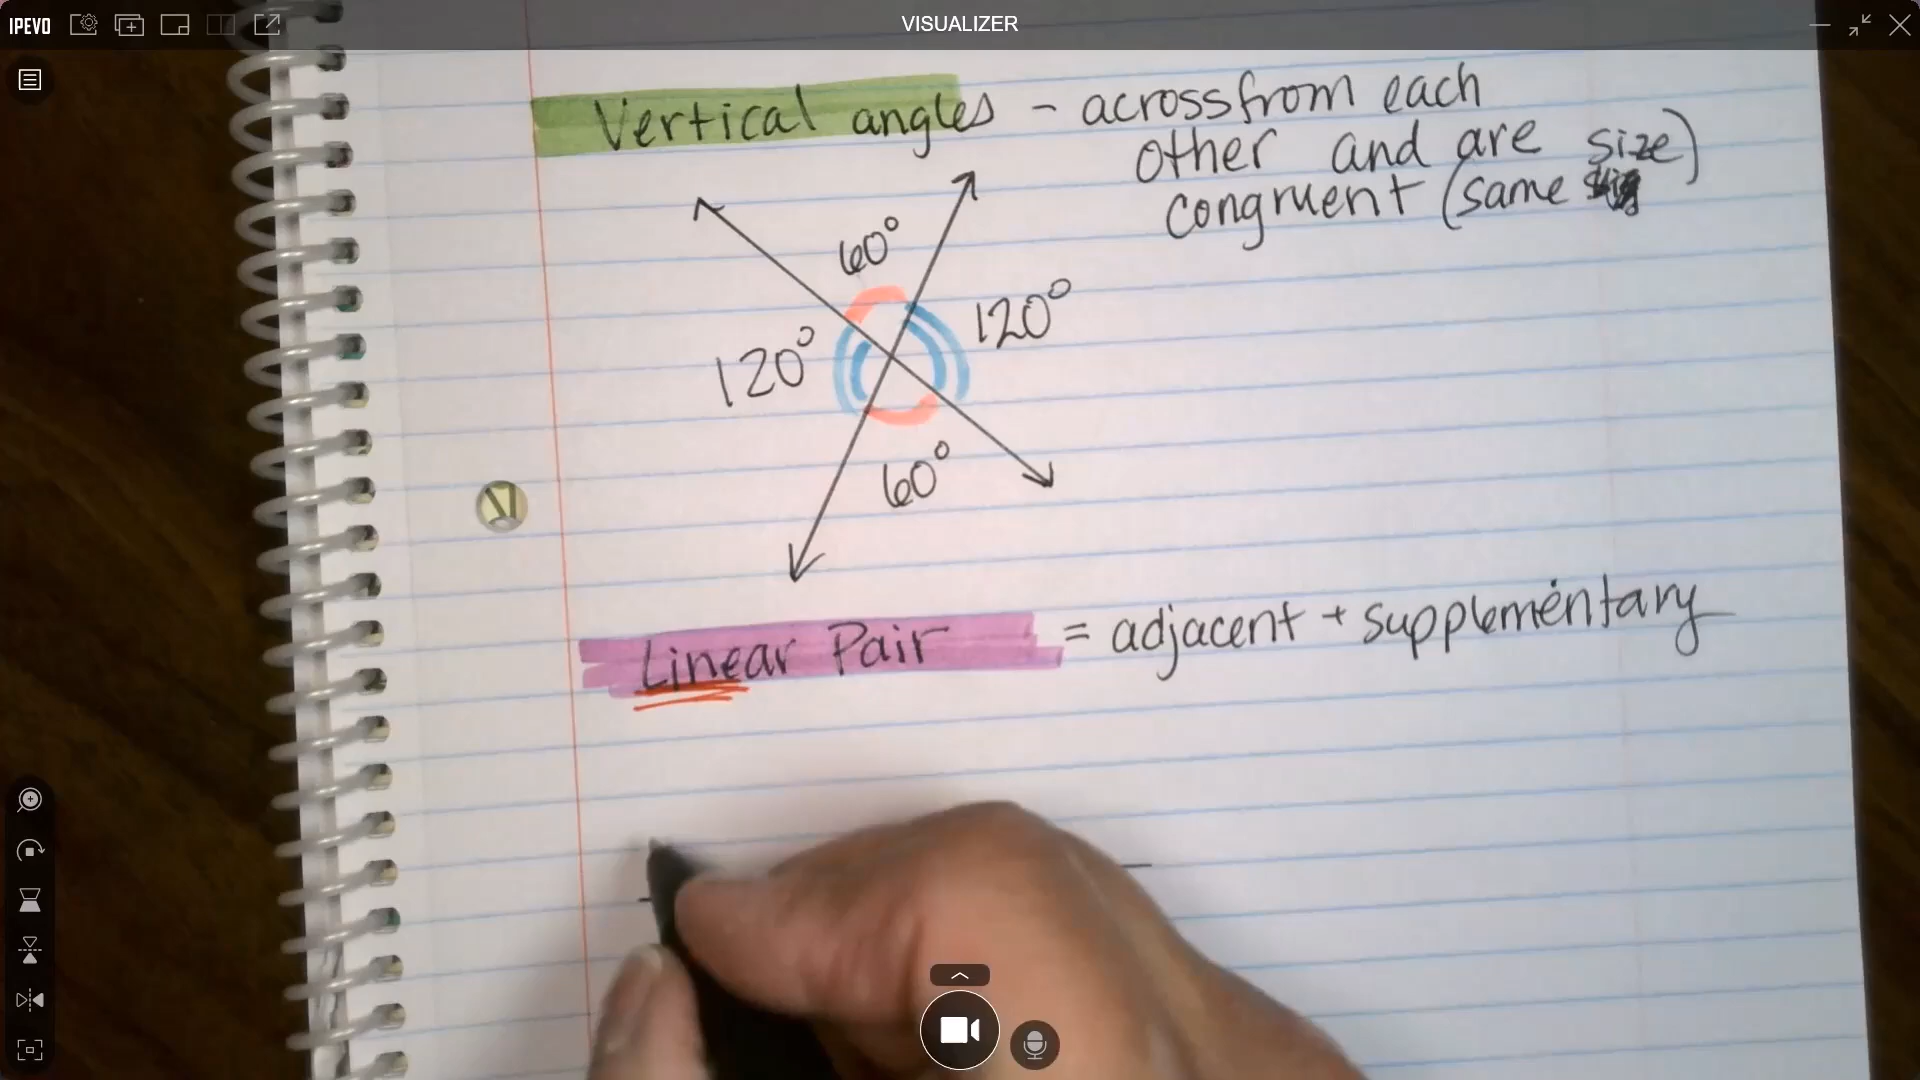 IPEVO
VISUALIZER
Vertical angles - across from each
other and are size)
congruent (same
60°
120°
120°
60°
Linear Pair = adjacent + supplementary